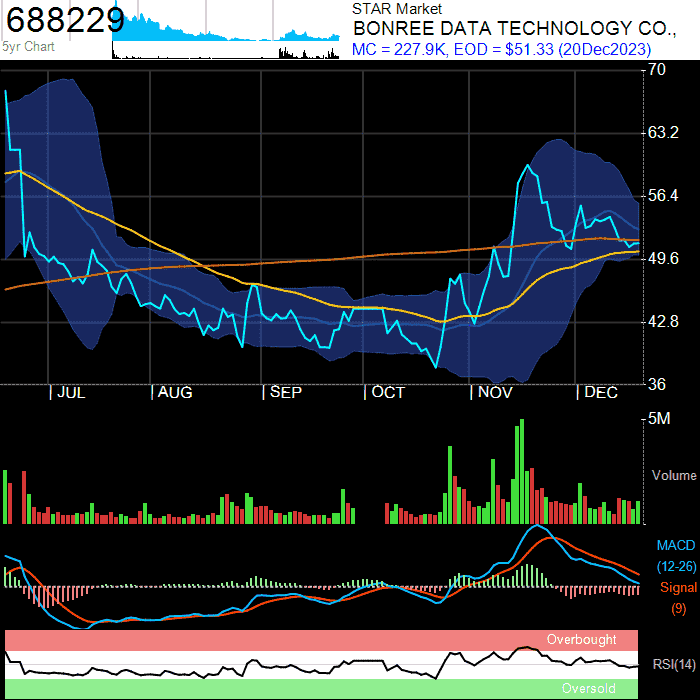 688229
5yr Chart
STAR Market
BONREE DATA TECHNOLOGY CO.,
MC = 227.9K, EOD = $51.33 (20Dec2023)
70
63.2
56.4
49.6
42.8
36
| JUL | AUG | SEP | OCT | NOV | DEC
5M
Volume
MACD
(12-26)
Signal
(9)
Overbought
RSI(14)
Oversold